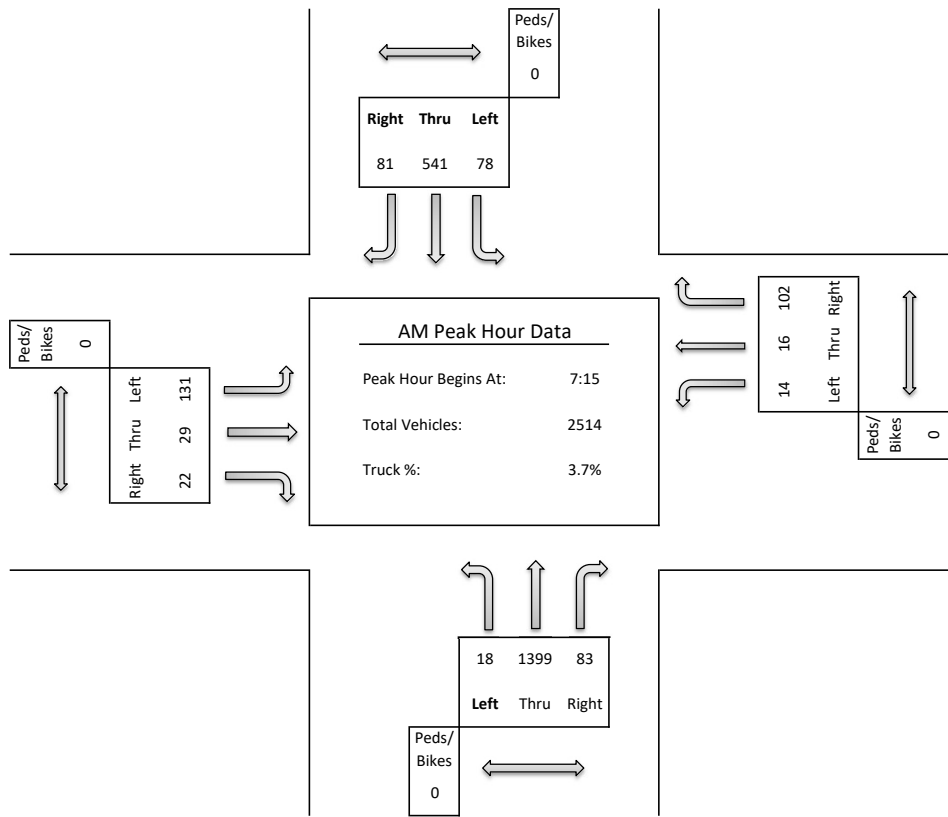 Peds/
Bikes
0
Right Thru Left
81 541 78
Peds/
Bikes
0
Left
131
Thru
29
Right
22
AM Peak Hour Data
Peak Hour Begins At: 7:15
Total Vehicles: 2514
Truck %: 3.7%
102
Right
16
Thru
14
Left
Peds/
Bikes
0
18 1399 83
Left Thru Right
Peds/
Bikes
0